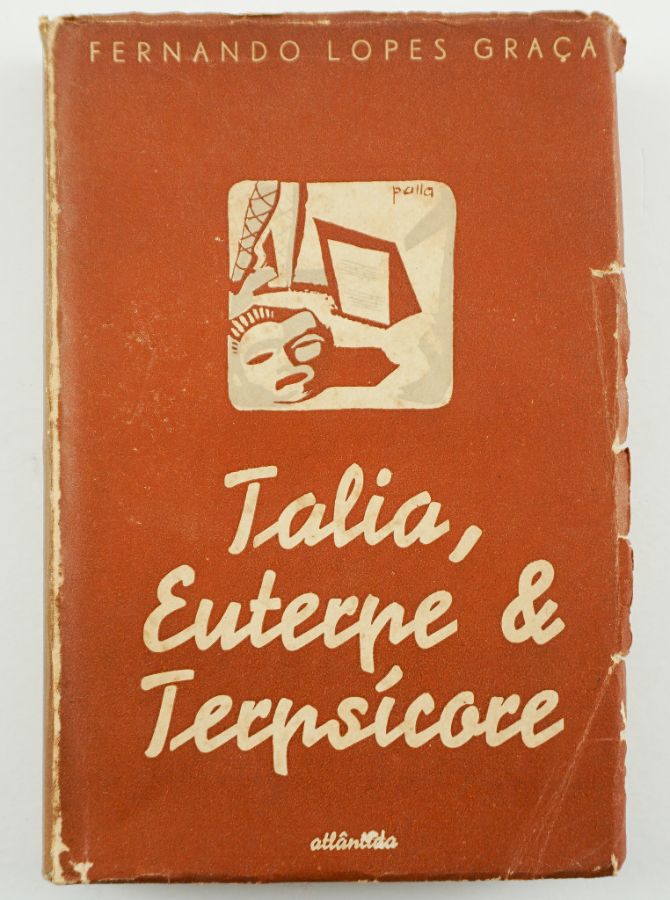 FERNANDO LOPES GRAÇA
palla
Talia,
Euterpe &
Terpsícore
atlântida